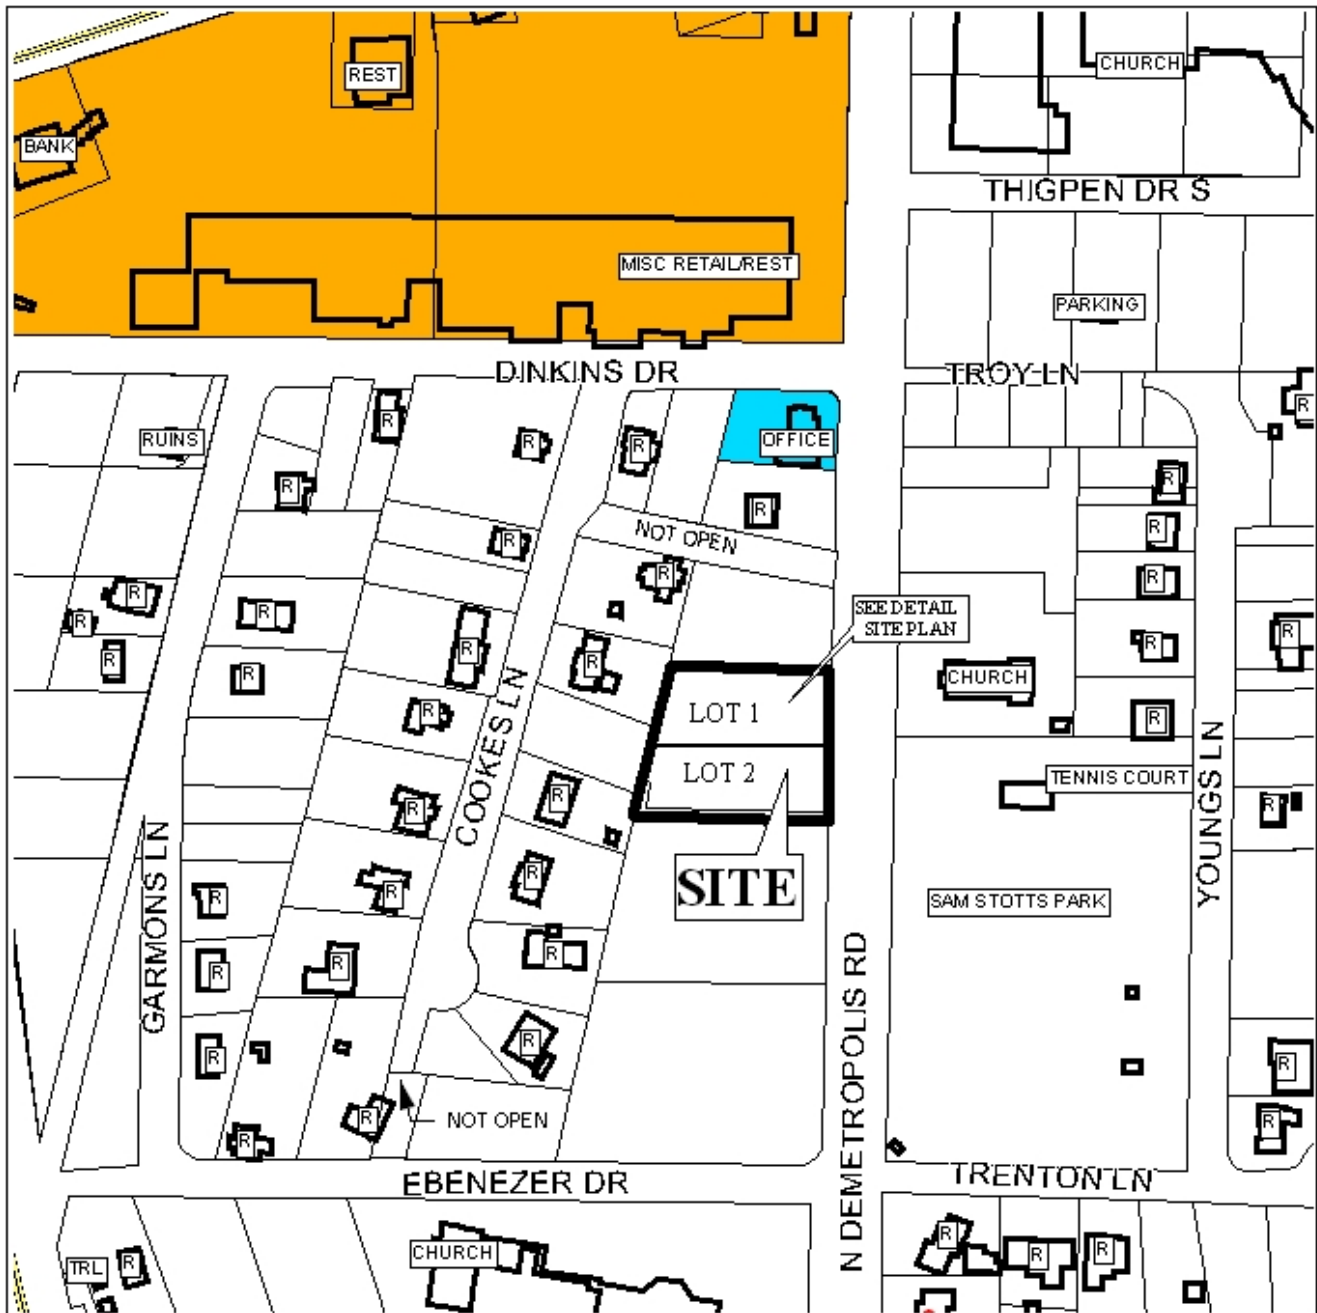 REST
CHURCH
BANK
THIGPEN DR S
MISC RETAIL/REST
PARKING
DINKINS DR
TROY LN
R
R
RUINS
R
R
OFFICE
R
R
R
NOT OPEN
R
R
R
R
R
R
R
SEE DETAIL
SITE PLAN
R
R
R
R
R
R
R
CHURCH
COOKES LN
LOT 1
R
R
LOT 2
TENNIS COURT
YOUNGS LN
R
R
R
GARMONS LN
SITE
R
R
R
SAM STOTTS PARK
R
R
R
N DEMETROPOLIS RD
R
R
R
NOT OPEN
R
R
R
EBENEZER DR
TRENTON LN
CHURCH
R
R
R
TRL
R